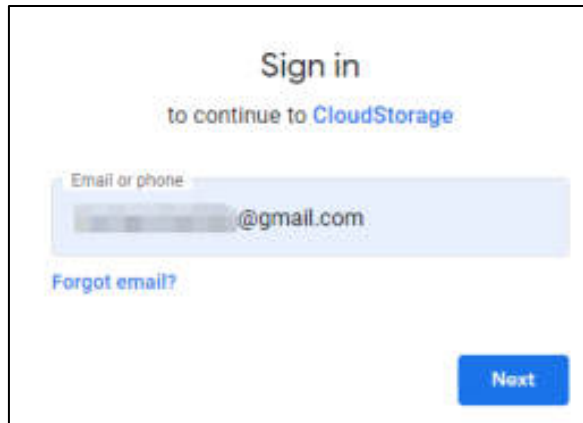 Sign in
to continue to CloudStorage
Email or phone
@gmail.com
Forgot email?
Next